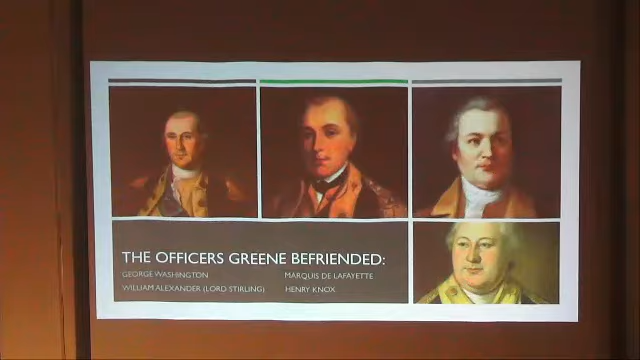 THE OFFICERS GREENE BEFRIENDED:
GEORGE WASHINGTON
WILLIAM ALEXANDER (LORD STIRLING)
MARQUIS DE LAFAYETTE
HENRY KNOX